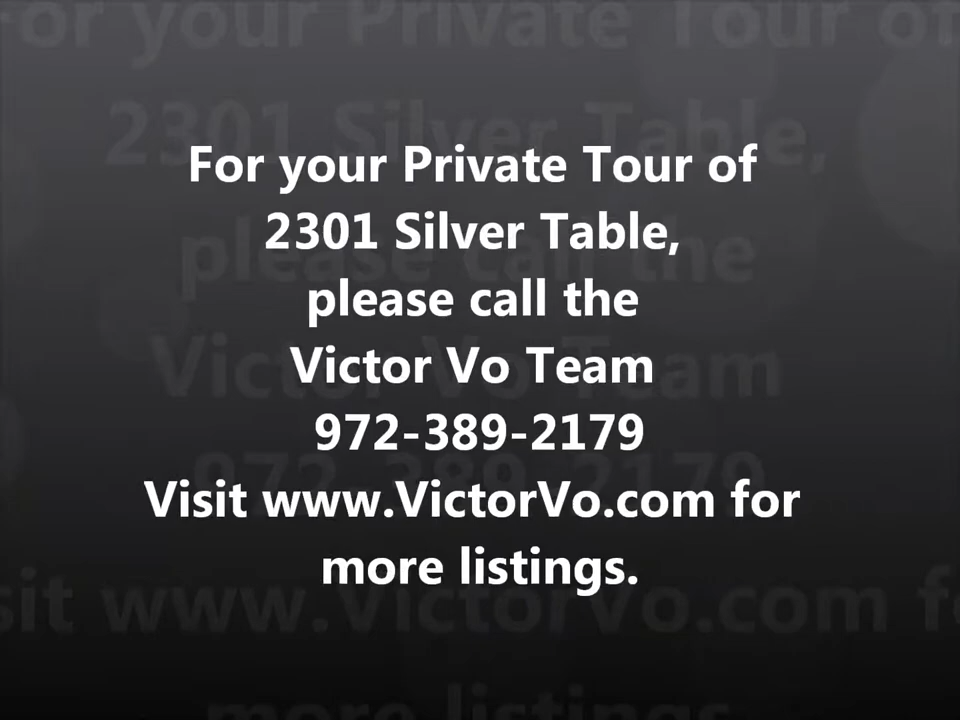 For your Private Tour of
2301 Silver Table,
please call the
Victor Vo Team
972-389-2179
Visit www.VictorVo.com for
more listings.